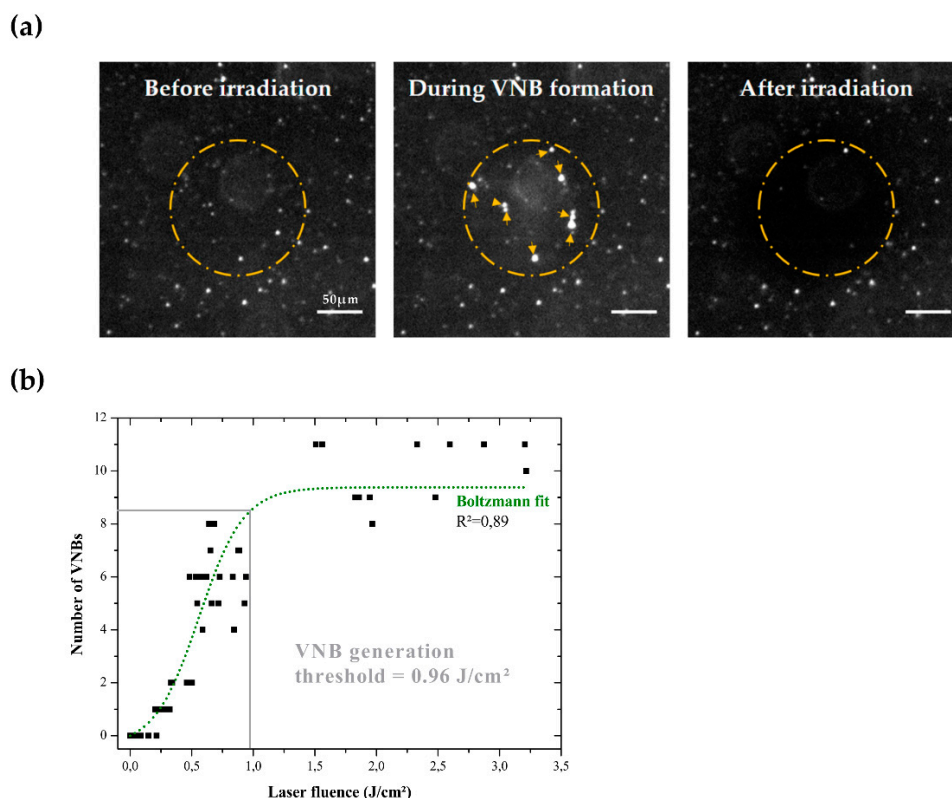 (a)
Before irradiation
During VNB formation
After irradiation
50μm
(b)
12
10
8
6
4
2
0
Number of VNBs
Boltzmann fit
R²=0,89
VNB generation
threshold = 0.96 J/cm²
0,0
0,5
1,0
1,5
2,0
2,5
3,0
3,5
Laser fluence (J/cm²)